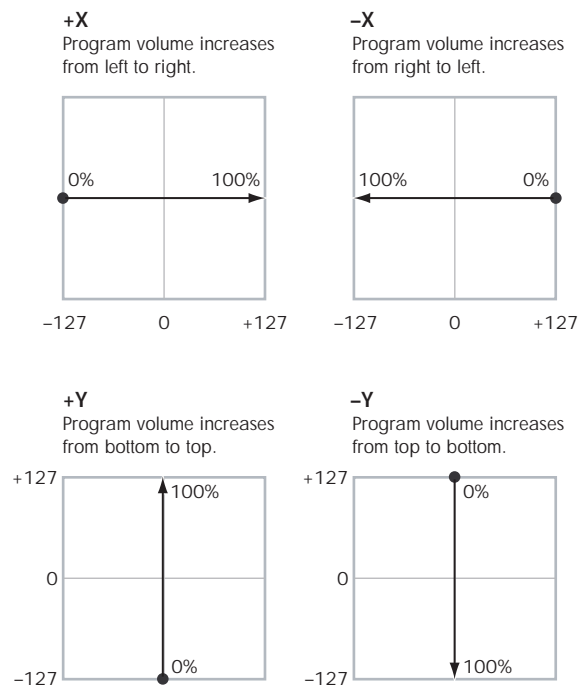 +X
Program volume increases
from left to right.
0%
100%
–127
0
+127
–X
Program volume increases
from right to left.
100%
0%
–127
0
+127
+Y
Program volume increases
from bottom to top.
+127
100%
0
0%
–127
–Y
Program volume increases
from top to bottom.
+127
0%
0
100%
–127